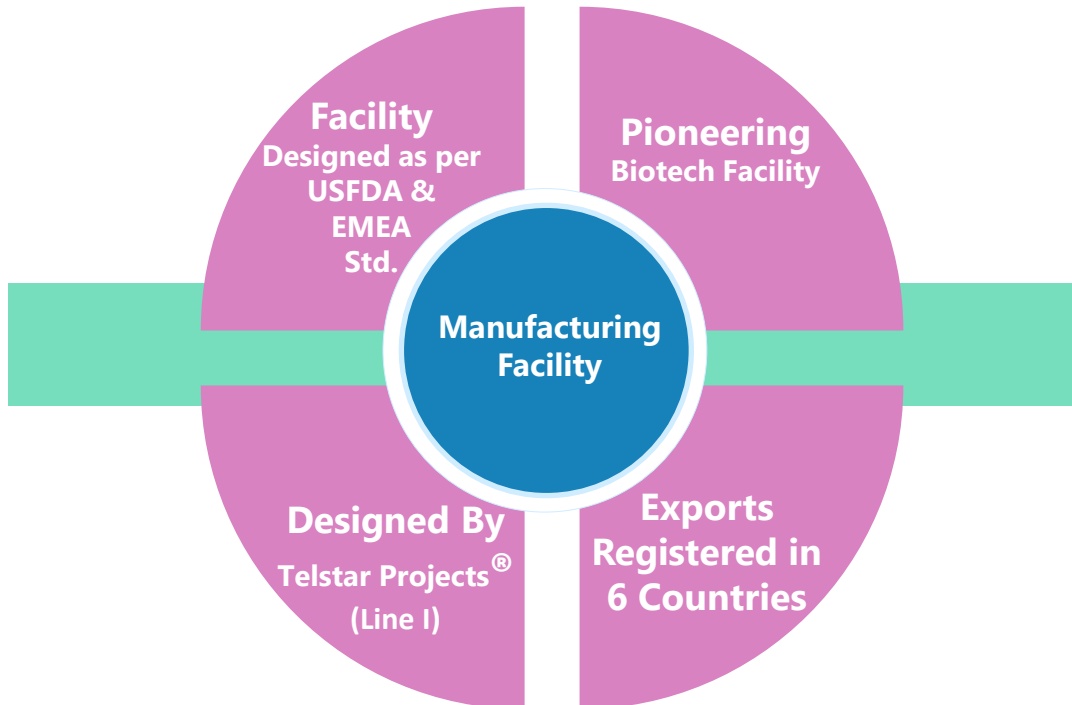 Facility
Designed as per
USFDA &
EMEA
Std.
Pioneering
Biotech Facility
Manufacturing
Facility
Designed By
Telstar Projects®
(Line I)
Exports
Registered in
6 Countries